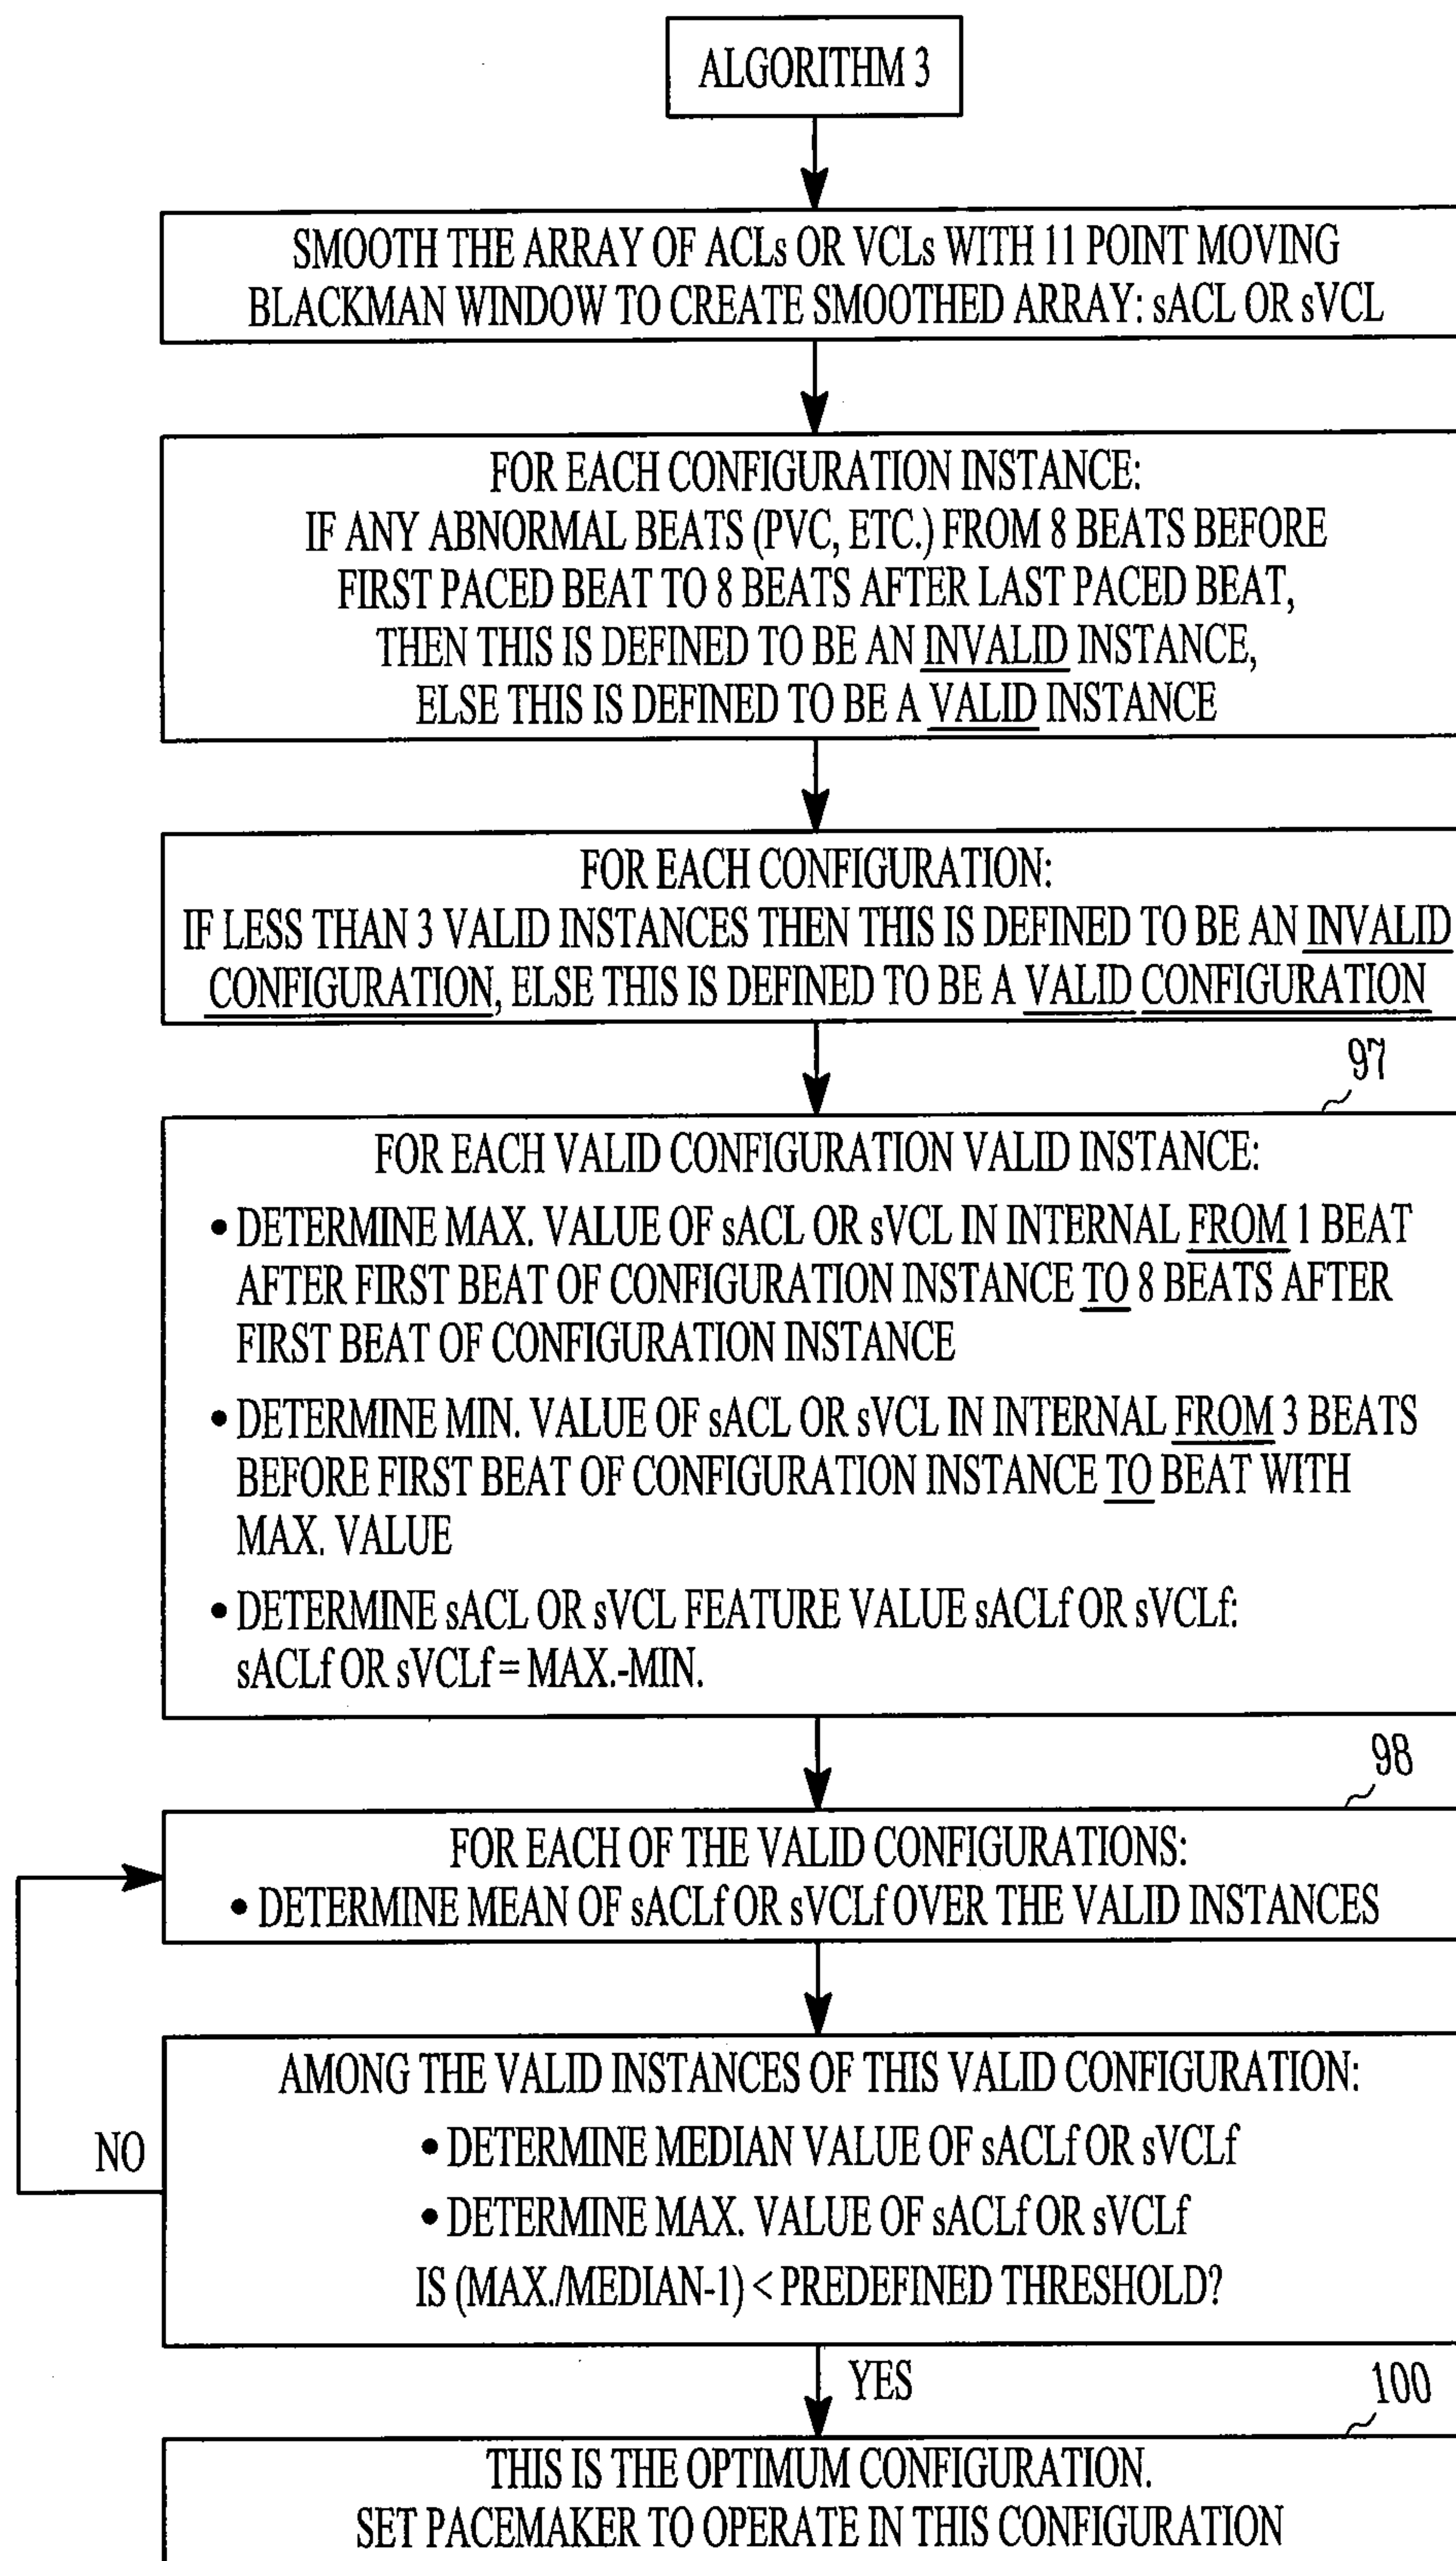 ALGORITHM 3
SMOOTH THE ARRAY OF ACLs OR VCLs WITH 11 POINT MOVING
BLACKMAN WINDOW TO CREATE SMOOTHED ARRAY: sACL OR sVCL
FOR EACH CONFIGURATION INSTANCE:
IF ANY ABNORMAL BEATS (PVC, ETC.) FROM 8 BEATS BEFORE
FIRST PACED BEAT TO 8 BEATS AFTER LAST PACED BEAT,
THEN THIS IS DEFINED TO BE AN INVALID INSTANCE,
ELSE THIS IS DEFINED TO BE A VALID INSTANCE
FOR EACH CONFIGURATION:
IF LESS THAN 3 VALID INSTANCES THEN THIS IS DEFINED TO BE AN INVALID
CONFIGURATION, ELSE THIS IS DEFINED TO BE A VALID CONFIGURATION
97
FOR EACH VALID CONFIGURATION VALID INSTANCE:
• DETERMINE MAX. VALUE OF sACL OR sVCL IN INTERNAL FROM 1 BEAT
AFTER FIRST BEAT OF CONFIGURATION INSTANCE TO 8 BEATS AFTER
FIRST BEAT OF CONFIGURATION INSTANCE
• DETERMINE MIN. VALUE OF sACL OR sVCL IN INTERNAL FROM 3 BEATS
BEFORE FIRST BEAT OF CONFIGURATION INSTANCE TO BEAT WITH
MAX. VALUE
• DETERMINE sACL OR sVCL FEATURE VALUE sACLf OR sVCLf:
sACLf OR sVCLf = MAX.-MIN.
98
FOR EACH OF THE VALID CONFIGURATIONS:
• DETERMINE MEAN OF sACLf OR sVCLf OVER THE VALID INSTANCES
AMONG THE VALID INSTANCES OF THIS VALID CONFIGURATION:
• DETERMINE MEDIAN VALUE OF sACLf OR sVCLf
NO
• DETERMINE MAX. VALUE OF sACLf OR sVCLf
IS (MAX./MEDIAN-1) < PREDEFINED THRESHOLD?
YES
100
THIS IS THE OPTIMUM CONFIGURATION.
SET PACEMAKER TO OPERATE IN THIS CONFIGURATION